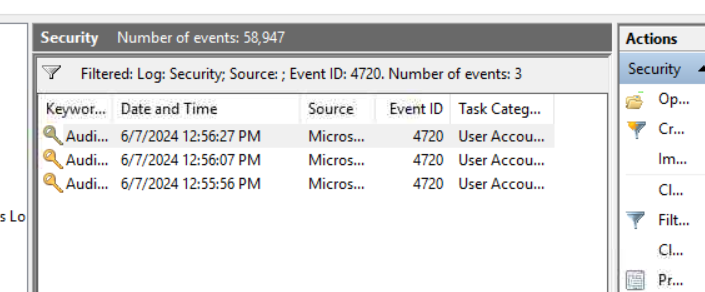 Security Number of events: 58,947
Filtered: Log: Security; Source: ; Event ID: 4720. Number of events: 3
Keywor... Date and Time Source Event ID Task Categ...
Audi... 6/7/2024 12:56:27 PM Micros... 4720 User Accou...
Audi... 6/7/2024 12:56:07 PM Micros... 4720 User Accou...
Audi... 6/7/2024 12:55:56 PM Micros... 4720 User Accou...
s Lo
Actions
Security
Op...
Cr...
Im...
Cl...
Filt...
Cl...
Pr...